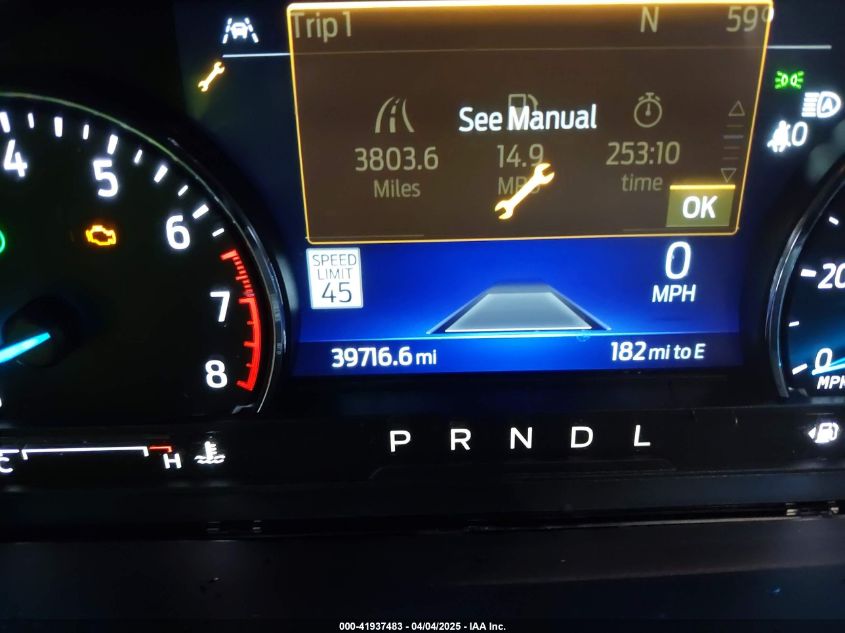 Trip 1 N 59°
See Manual
3803.6 14.9 253:10
Miles MPG time
OK
4 5 6 7 8
SPEED
LIMIT
45
0
MPH
39716.6 mi 182 mi to E
20
0
MPH
P R N D L
C H
A
0
000-41937483 - 04/04/2025 - IAA Inc.